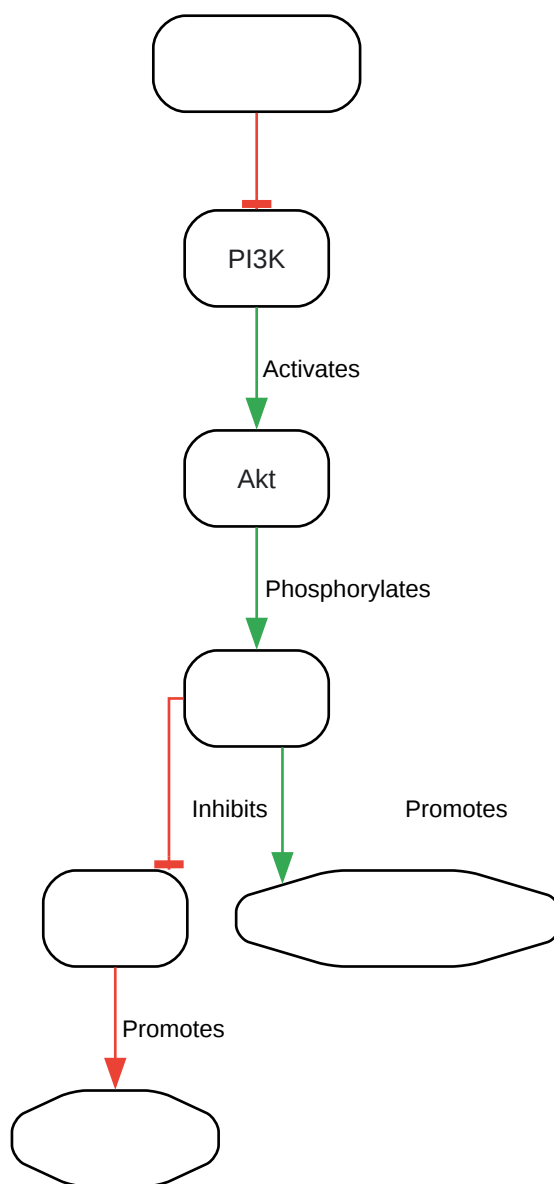 PI3K
Activates
Akt
Phosphorylates
Inhibits
Promotes
Promotes